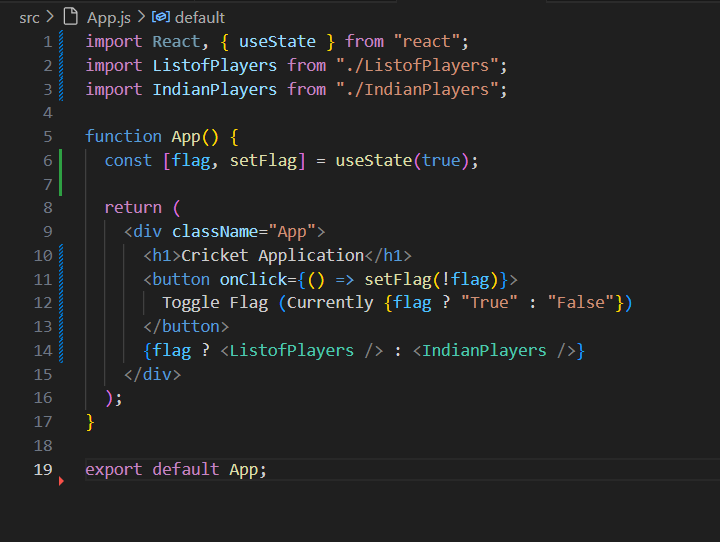 src > App.js > default
1 import React, { useState } from "react";
2 import ListofPlayers from "./ListofPlayers";
3 import IndianPlayers from "./IndianPlayers";
4
5 function App() {
6   const [flag, setFlag] = useState(true);
7
8   return (
9     <div className="App">
10       <h1>Cricket Application</h1>
11       <button onClick={() => setFlag(!flag)}>
12         Toggle Flag (Currently {flag ? "True" : "False"})
13       </button>
14       {flag ? <ListofPlayers /> : <IndianPlayers />}
15     </div>
16   );
17 }
18
19 export default App;